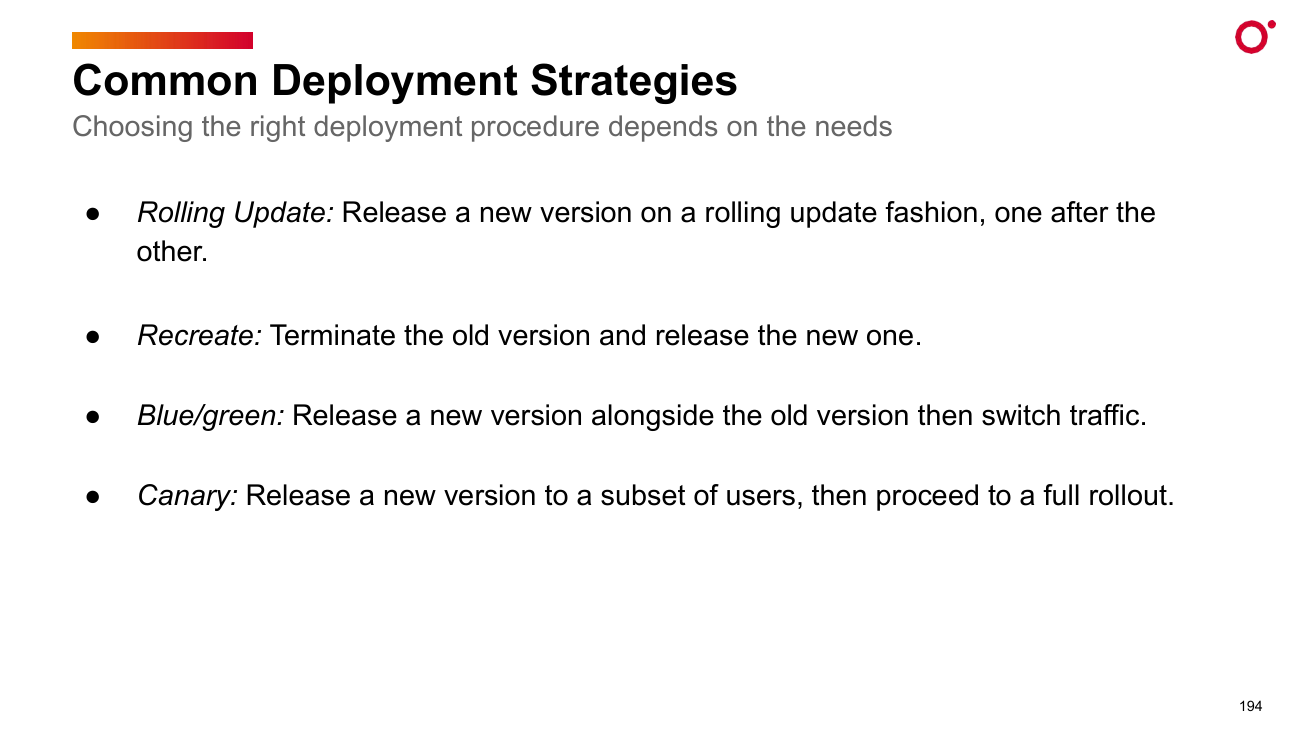 Common Deployment Strategies
Choosing the right deployment procedure depends on the needs
● Rolling Update: Release a new version on a rolling update fashion, one after the
other.
● Recreate: Terminate the old version and release the new one.
● Blue/green: Release a new version alongside the old version then switch traffic.
● Canary: Release a new version to a subset of users, then proceed to a full rollout.
194